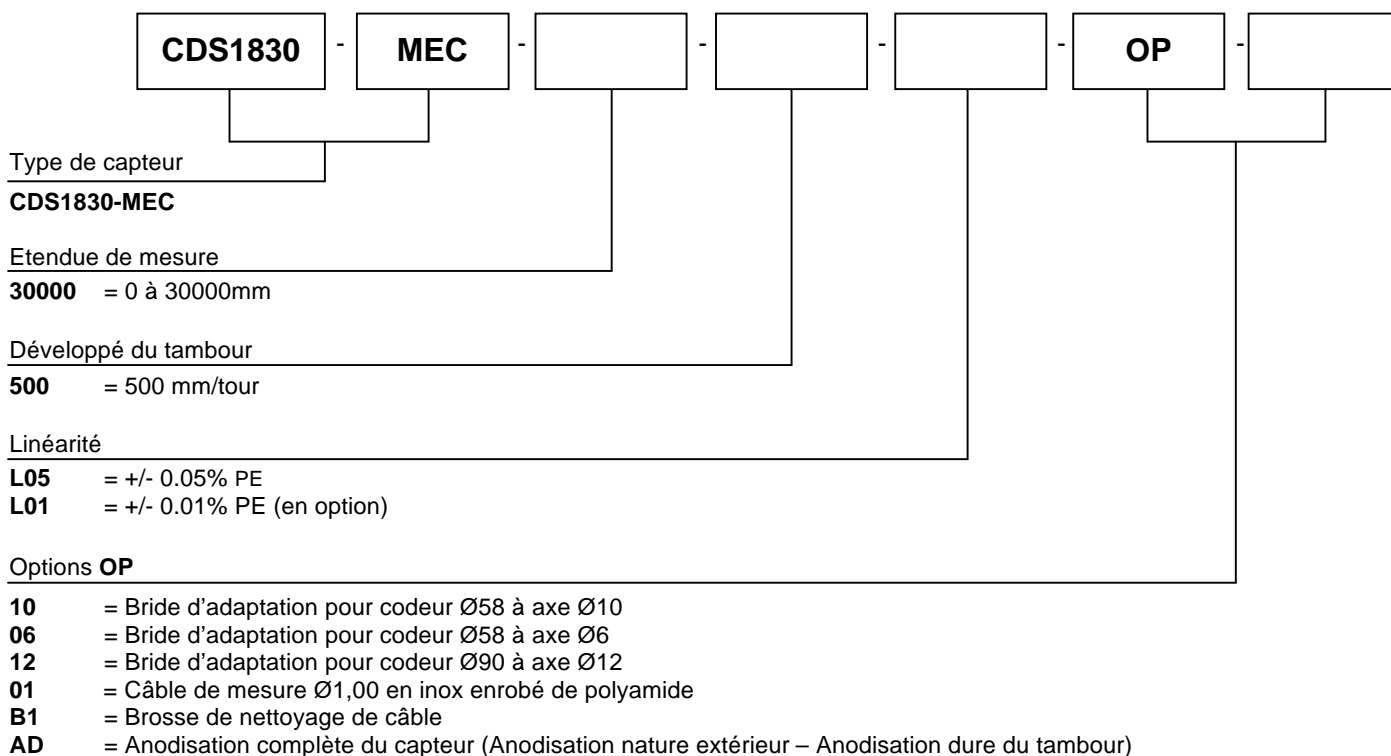 CDS1830 - MEC - - - - OP -
Type de capteur
CDS1830-MEC
Etendue de mesure
30000 = 0 à 30000mm
Développé du tambour
500 = 500 mm/tour
Linéarité
L05 = +/- 0.05% PE
L01 = +/- 0.01% PE (en option)
Options OP
10 = Bride d'adaptation pour codeur Ø58 à axe Ø10
06 = Bride d'adaptation pour codeur Ø58 à axe Ø6
12 = Bride d'adaptation pour codeur Ø90 à axe Ø12
01 = Câble de mesure Ø1,00 en inox enrobé de polyamide
B1 = Brosse de nettoyage de câble
AD = Anodisation complète du capteur (Anodisation nature extérieur – Anodisation dure du tambour)